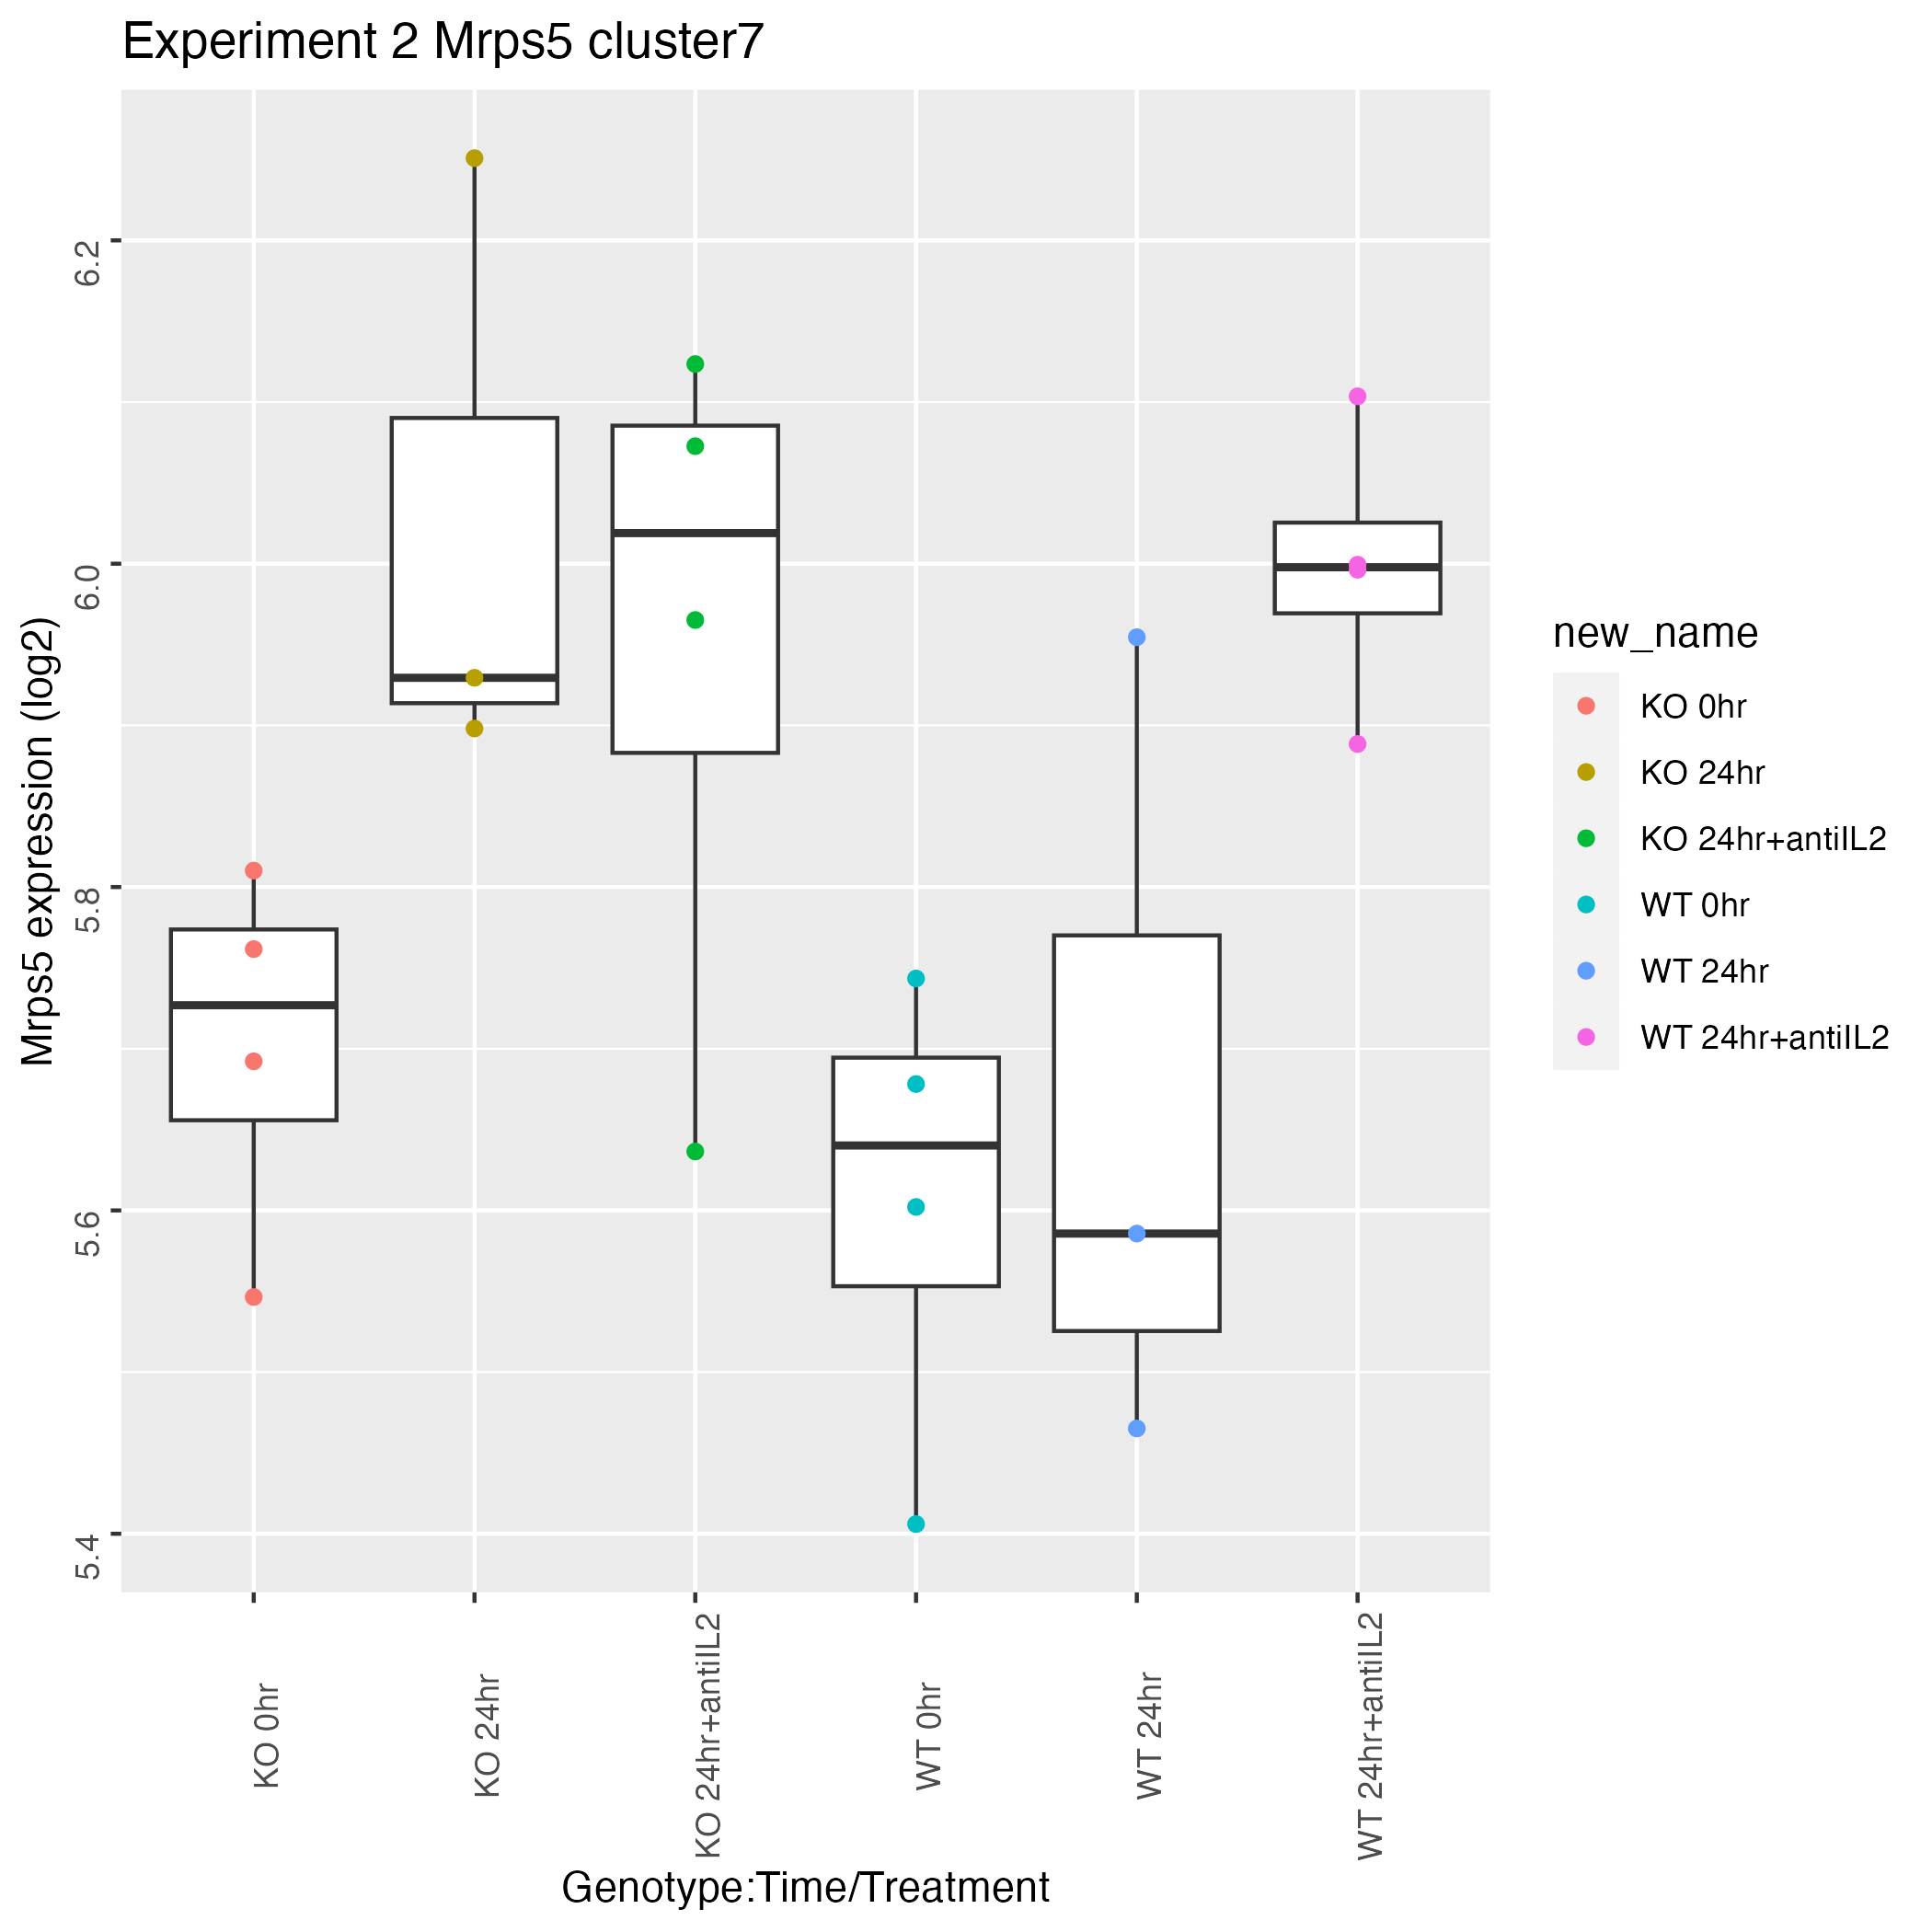 Experiment 2 Mrps5 cluster7
Mrps5 expression (log2)
6.2
6.0
5.8
5.6
5.4
KO 0hr
KO 24hr
KO 24hr+antiIL2
WT 0hr
WT 24hr
WT 24hr+antiIL2
Genotype:Time/Treatment
new_name
KO 0hr
KO 24hr
KO 24hr+antiIL2
WT 0hr
WT 24hr
WT 24hr+antiIL2